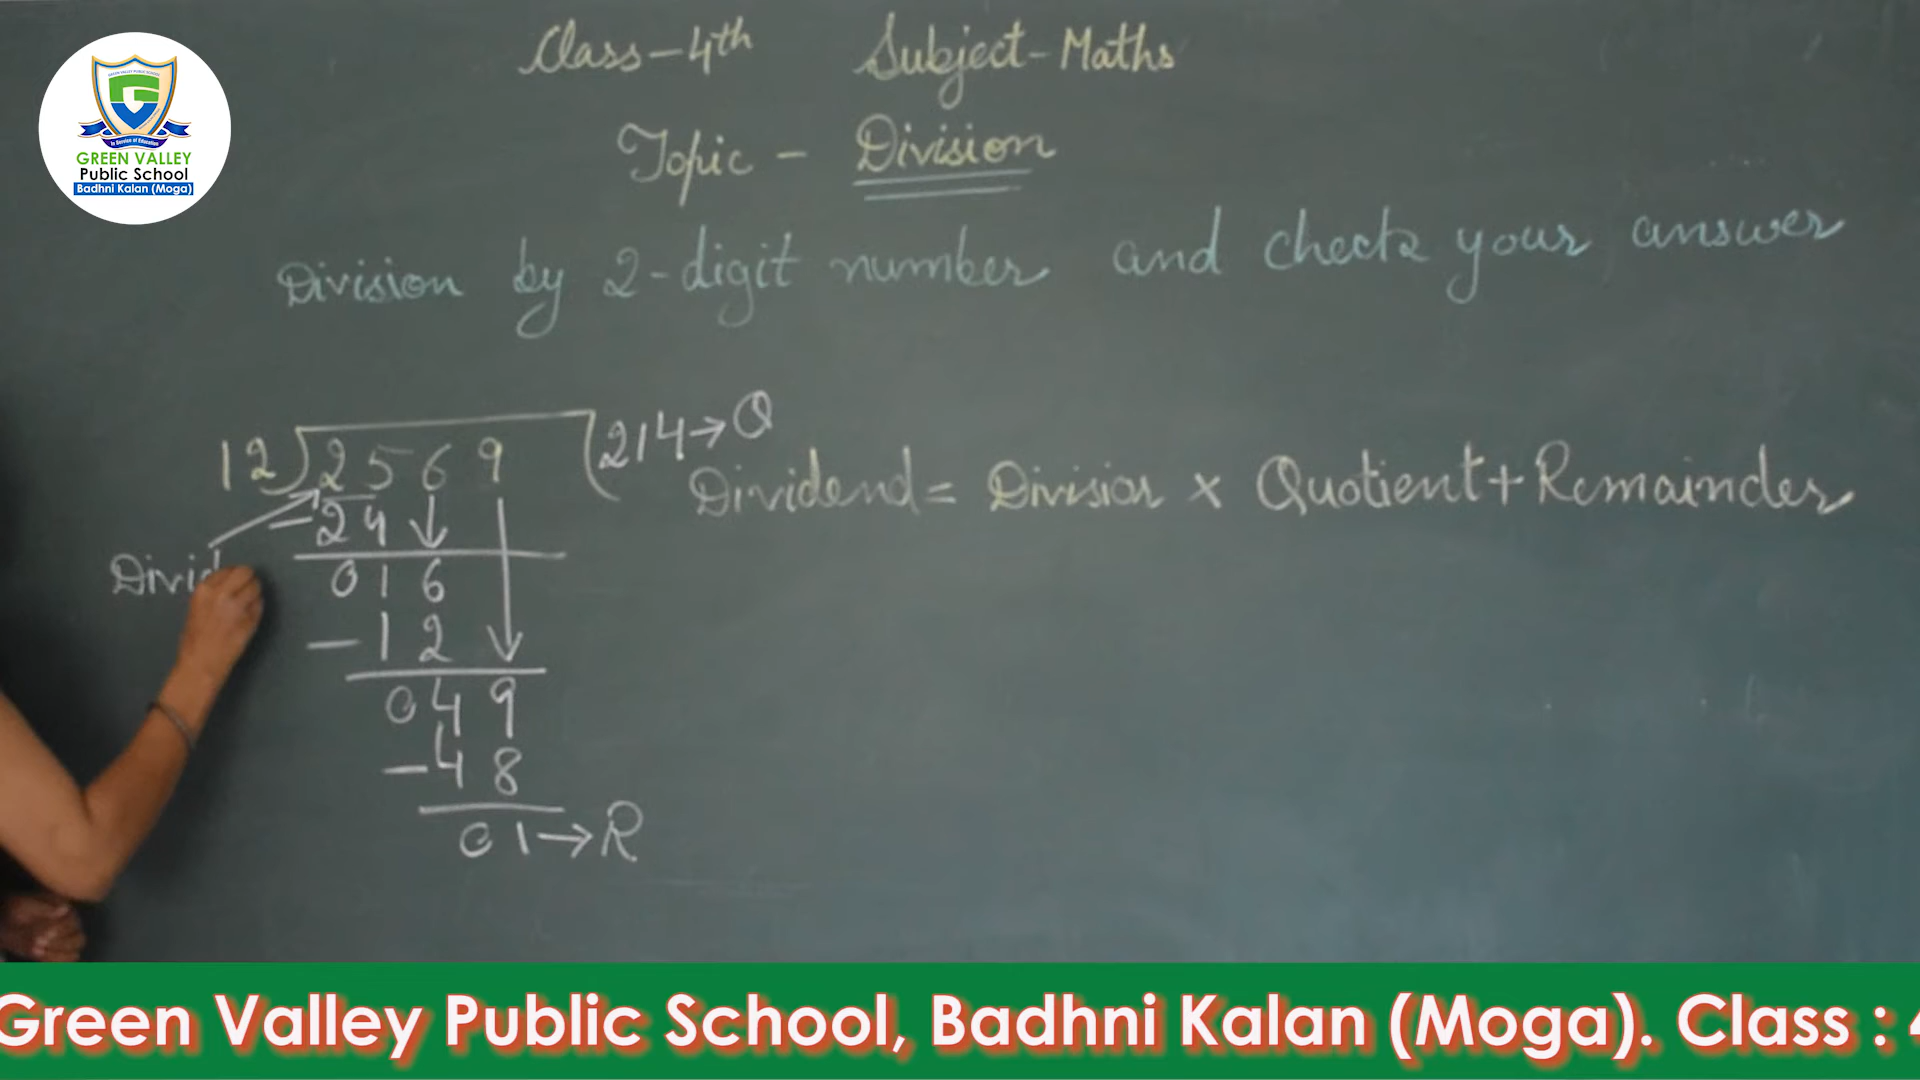 GREEN VALLEY
Public School
Badhni Kalan (Moga)
Class-4th Subject-Maths
Topic - Division
Division by 2-digit number and check your answer
12)2569(214→Q
Dividend = Divisior × Quotient + Remainder
-24
Divid
016
-12
049
-48
01→R
Green Valley Public School, Badhni Kalan (Moga). Class : 4